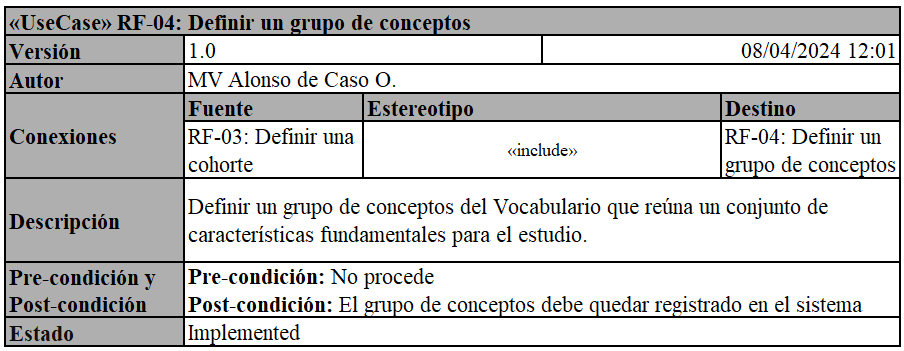 «UseCase» RF-04: Definir un grupo de conceptos
Versión 1.0 08/04/2024 12:01
Autor MV Alonso de Caso O.
Conexiones
Fuente Estereotipo Destino
RF-03: Definir una
cohorte
«include»
RF-04: Definir un
grupo de conceptos
Descripción
Definir un grupo de conceptos del Vocabulario que reúna un conjunto de
características fundamentales para el estudio.
Pre-condición y
Post-condición
Pre-condición: No procede
Post-condición: El grupo de conceptos debe quedar registrado en el sistema
Estado Implemented